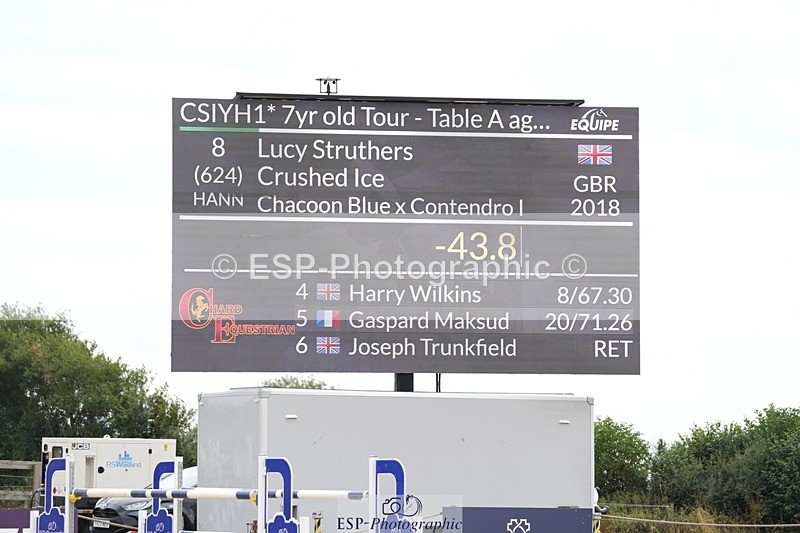 CSIYH1* 7yr old Tour - Table A ag...
EQUIPE
8 Lucy Struthers
(624) Crushed Ice GBR
HANN Chacoon Blue x Contendro I 2018
-43.8
© ESP-Photographic ©
4 Harry Wilkins 8/67.30
CHARD EQUESTRIAN
5 Gaspard Maksud 20/71.26
6 Joseph Trunkfield RET
JCB
RSWSound
ESP-Photographic